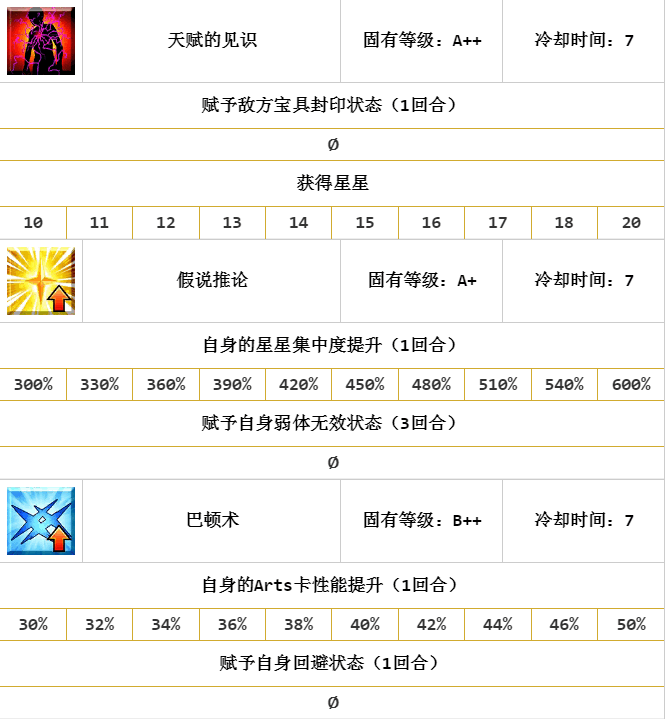 天赋的见识 固有等级：A++ 冷却时间：7
赋予敌方宝具封印状态（1回合）
Ø
获得星星
10 11 12 13 14 15 16 17 18 20
假说推论 固有等级：A+ 冷却时间：7
自身的星星集中度提升（1回合）
300% 330% 360% 390% 420% 450% 480% 510% 540% 600%
赋予自身弱体无效状态（3回合）
Ø
巴顿术 固有等级：B++ 冷却时间：7
自身的Arts卡性能提升（1回合）
30% 32% 34% 36% 38% 40% 42% 44% 46% 50%
赋予自身回避状态（1回合）
Ø